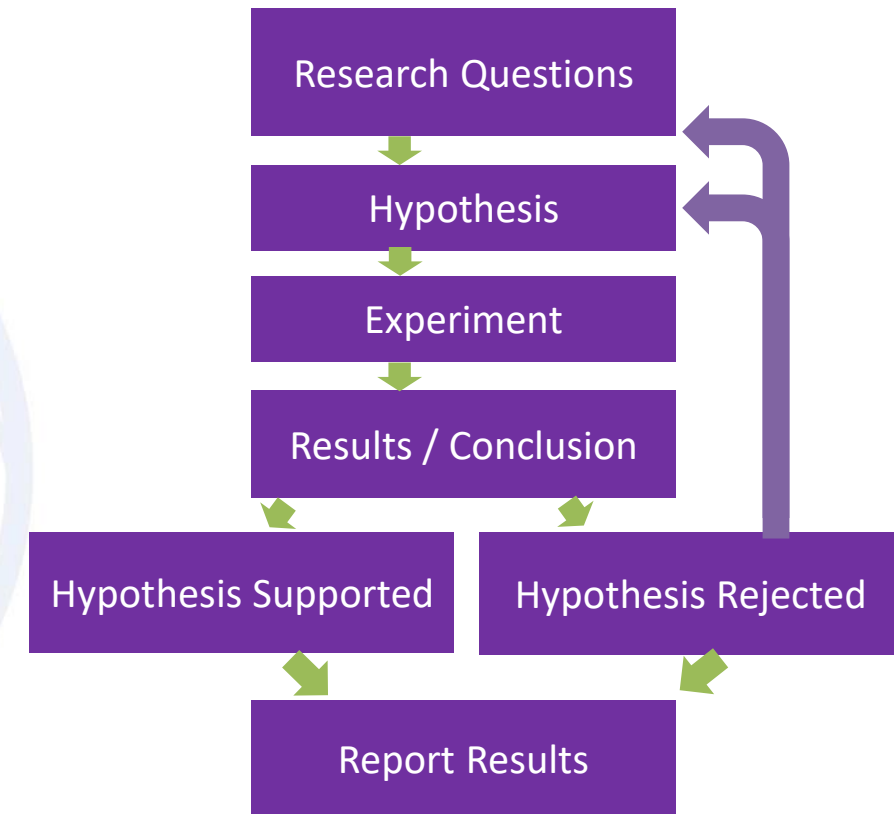 Research Questions
Hypothesis
Experiment
Results / Conclusion
Hypothesis Supported
Hypothesis Rejected
Report Results